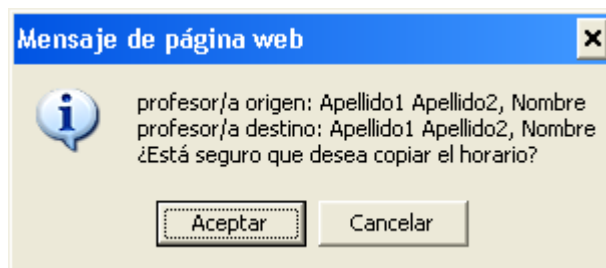 Mensaje de página web
profesor/a origen: Apellido1 Apellido2, Nombre
profesor/a destino: Apellido1 Apellido2, Nombre
¿Está seguro que desea copiar el horario?
Aceptar Cancelar